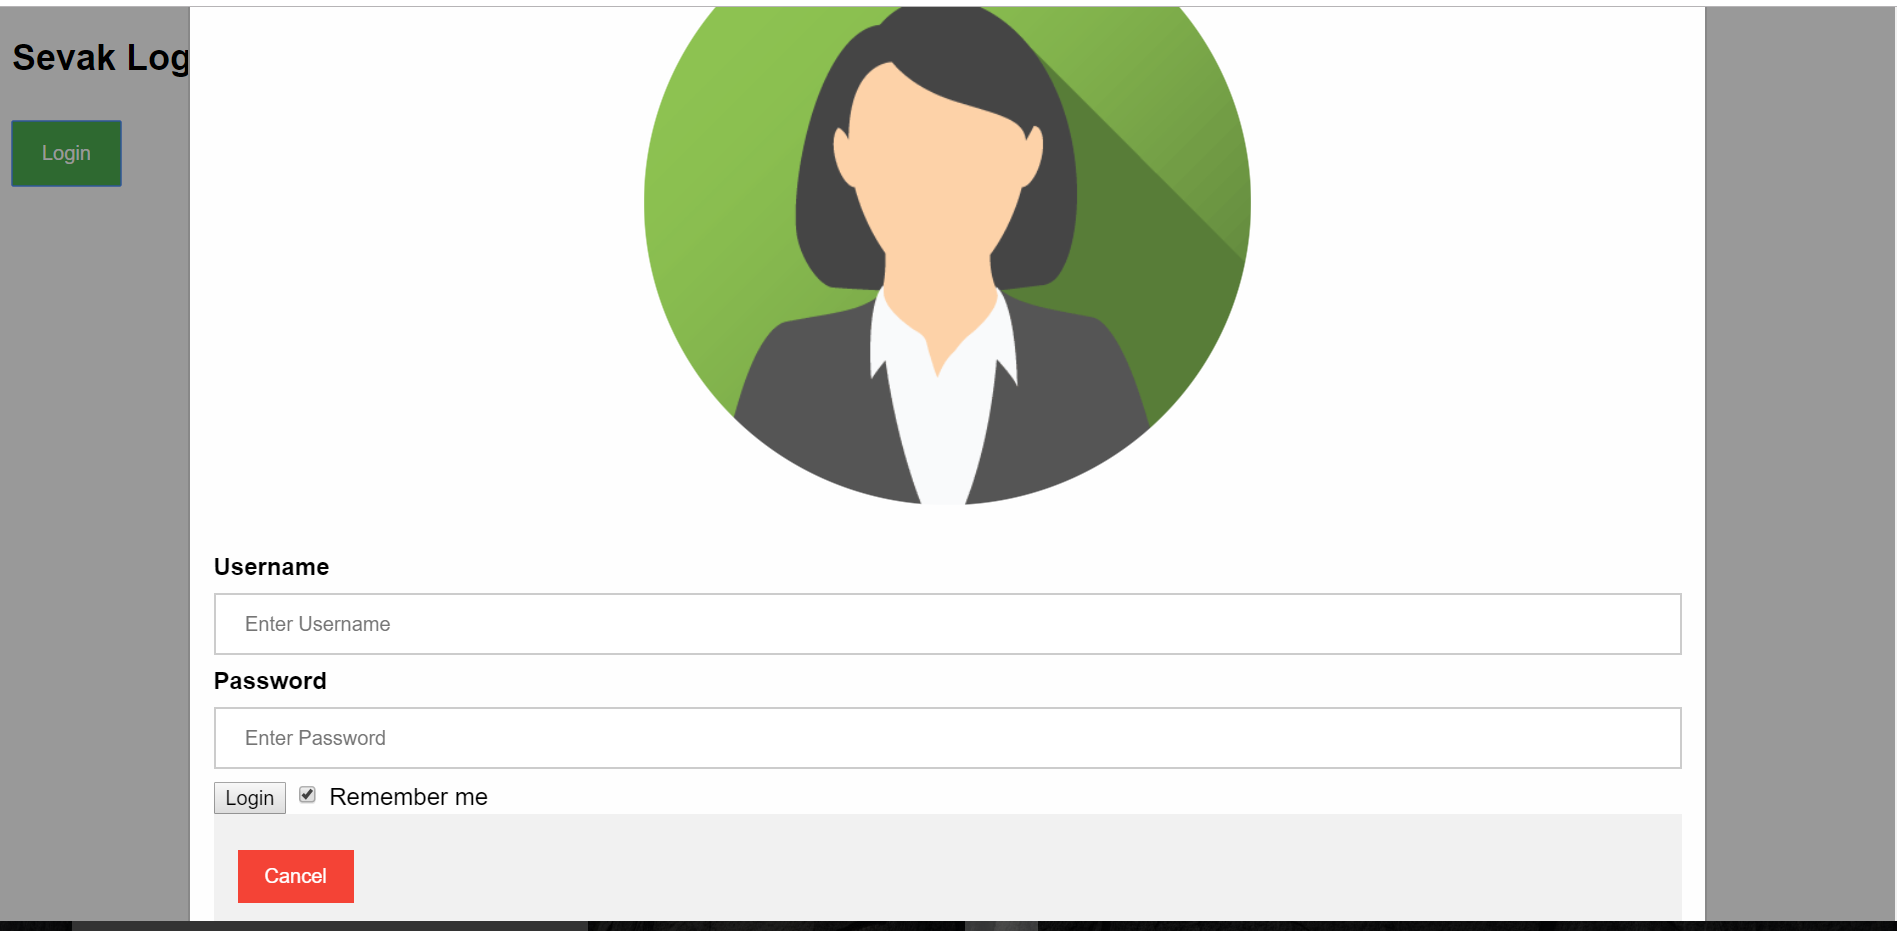 Sevak Log
Login
Username
Enter Username
Password
Enter Password
Login Remember me
Cancel